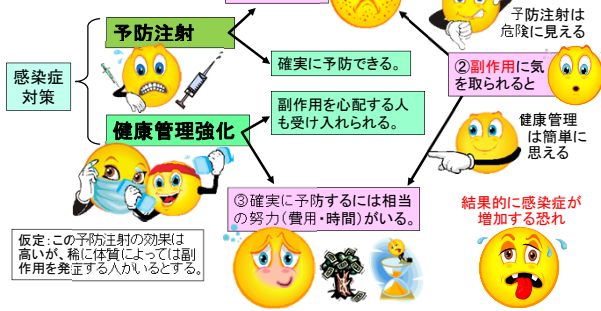 予防注射は
危険に見える
予防注射
確実に予防できる。
②副作用に気
を取られると
感染症
対策
副作用を心配する人
も受け入れられる。
健康管理強化
健康管理
は簡単に
思える
③確実に予防するには相当
の努力(費用・時間)がいる。
結果的に感染症が
増加する恐れ
仮定:この予防注射の効果は
高いが、稀に体質によっては副
作用を発症する人がいるとする。